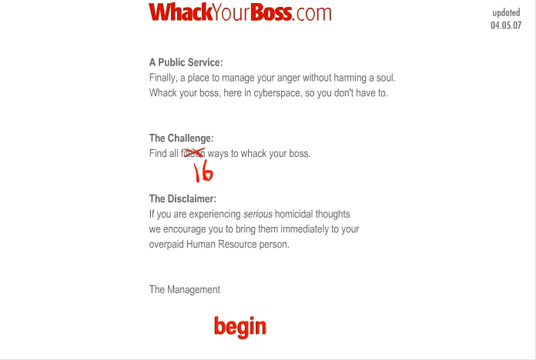 WhackYourBoss.com
updated
04.05.07
A Public Service:
Finally, a place to manage your anger without harming a soul.
Whack your boss, here in cyberspace, so you don't have to.
The Challenge:
Find all fifteen ways to whack your boss.
16
The Disclaimer:
If you are experiencing serious homicidal thoughts
we encourage you to bring them immediately to your
overpaid Human Resource person.
The Management
begin